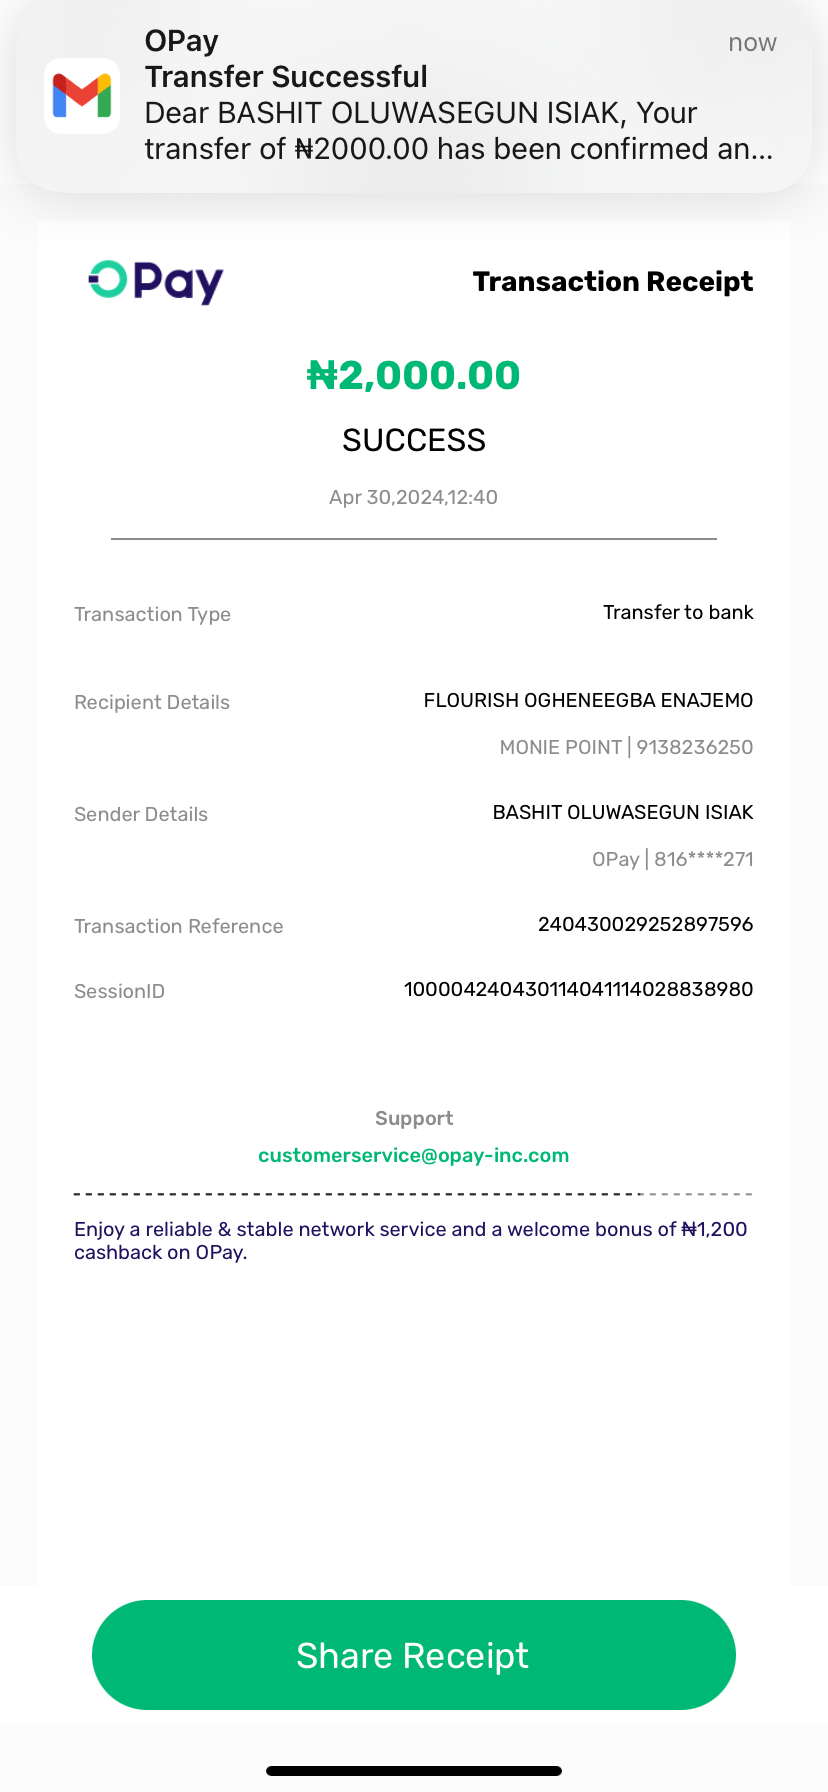 OPay
now
Transfer Successful
Dear BASHIT OLUWASEGUN ISIAK, Your
transfer of ₦2000.00 has been confirmed an...
OPay
Transaction Receipt
₦2,000.00
SUCCESS
Apr 30,2024,12:40
Transaction Type
Transfer to bank
Recipient Details
FLOURISH OGHENEEGBA ENAJEMO
MONIE POINT | 9138236250
Sender Details
BASHIT OLUWASEGUN ISIAK
OPay | 816****271
Transaction Reference
240430029252897596
SessionID
100004240430114041114028838980
Support
customerservice@opay-inc.com
Enjoy a reliable & stable network service and a welcome bonus of ₦1,200
cashback on OPay.
Share Receipt